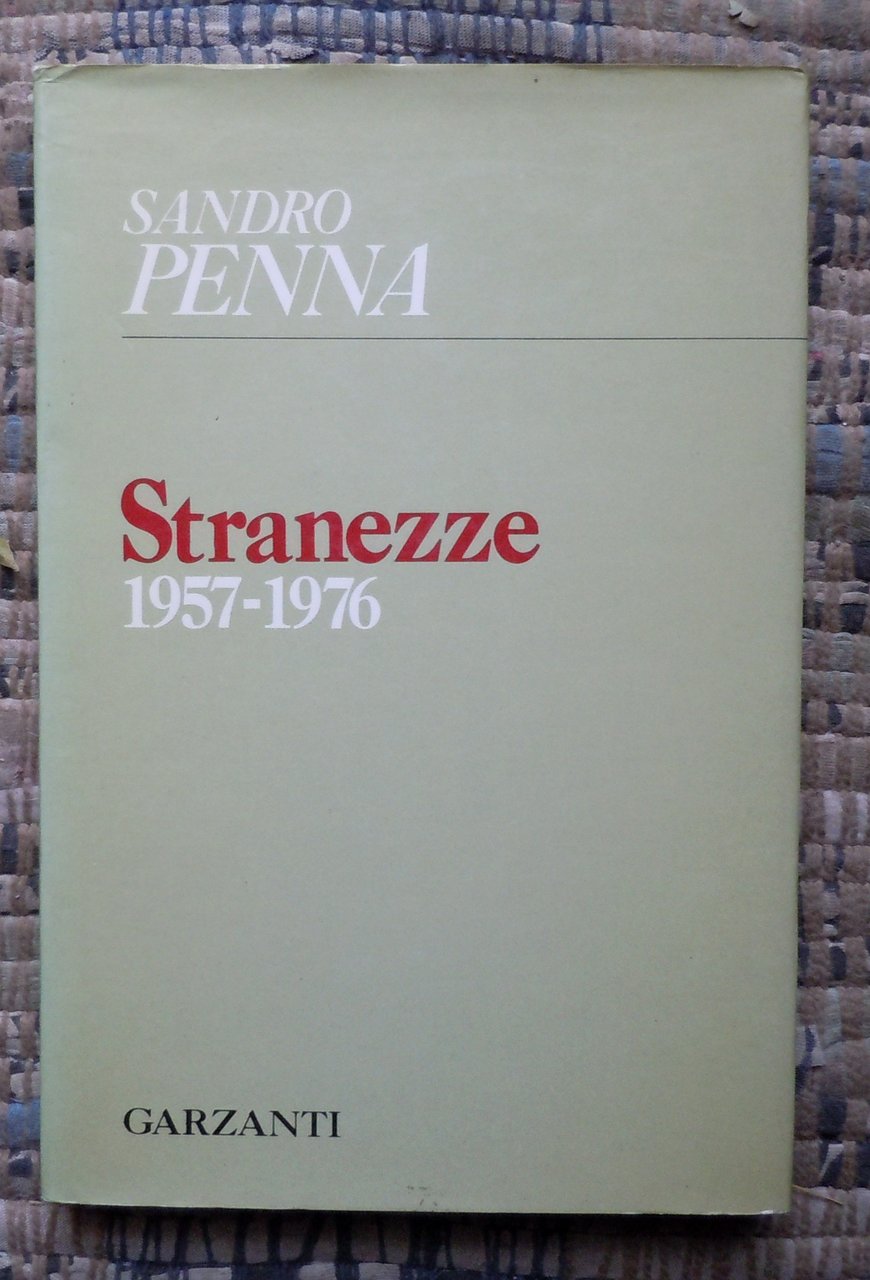 SANDRO
PENNA
Stranezze
1957-1976
GARZANTI